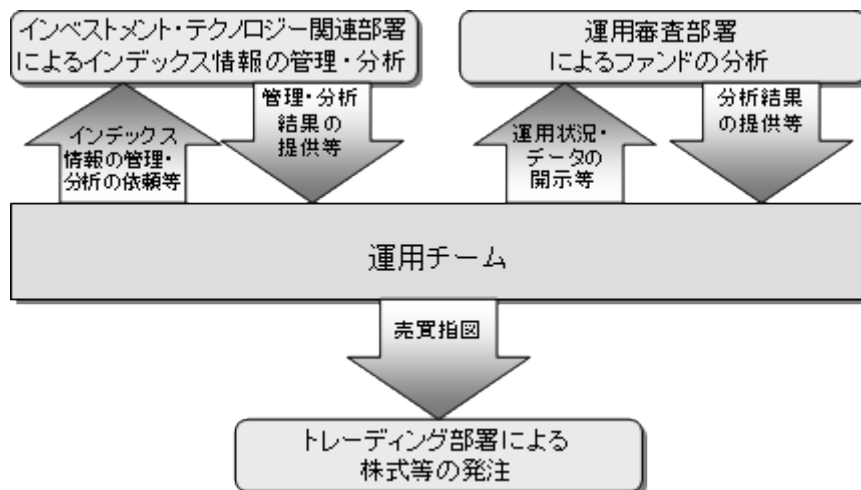 インベストメント・テクノロジー関連部署
によるインデックス情報の管理・分析
運用審査部署
によるファンドの分析
インデックス
情報の管理・
分析の依頼等
管理・分析
結果の
提供等
運用状況・
データの
開示等
分析結果
の提供等
運用チーム
売買指図
トレーディング部署による
株式等の発注